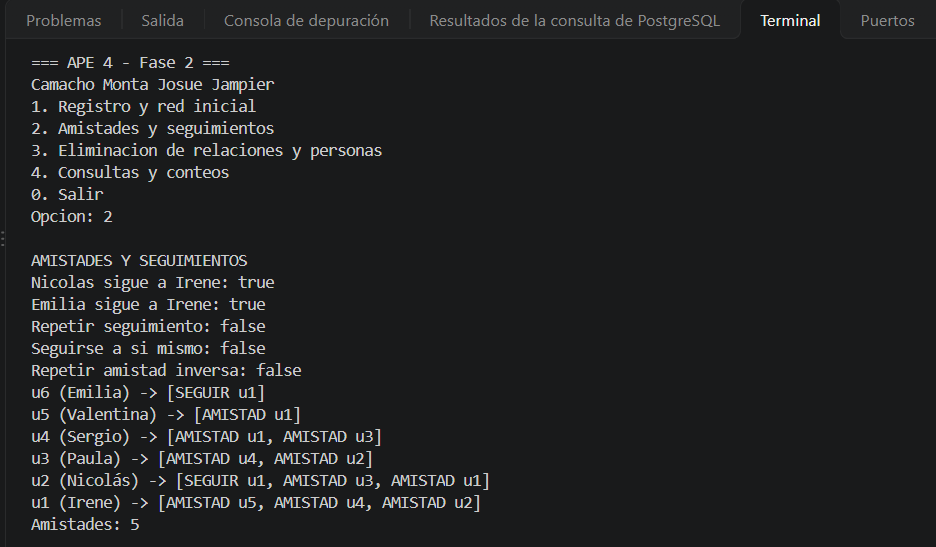 Problemas Salida Consola de depuración Resultados de la consulta de PostgreSQL Terminal Puertos
=== APE 4 - Fase 2 ===
Camacho Monta Josue Jampier
1. Registro y red inicial
2. Amistades y seguimientos
3. Eliminacion de relaciones y personas
4. Consultas y conteos
0. Salir
Opcion: 2
AMISTADES Y SEGUIMIENTOS
Nicolas sigue a Irene: true
Emilia sigue a Irene: true
Repetir seguimiento: false
Seguirse a si mismo: false
Repetir amistad inversa: false
u6 (Emilia) -> [SEGUIR u1]
u5 (Valentina) -> [AMISTAD u1]
u4 (Sergio) -> [AMISTAD u1, AMISTAD u3]
u3 (Paula) -> [AMISTAD u4, AMISTAD u2]
u2 (Nicolás) -> [SEGUIR u1, AMISTAD u3, AMISTAD u1]
u1 (Irene) -> [AMISTAD u5, AMISTAD u4, AMISTAD u2]
Amistades: 5